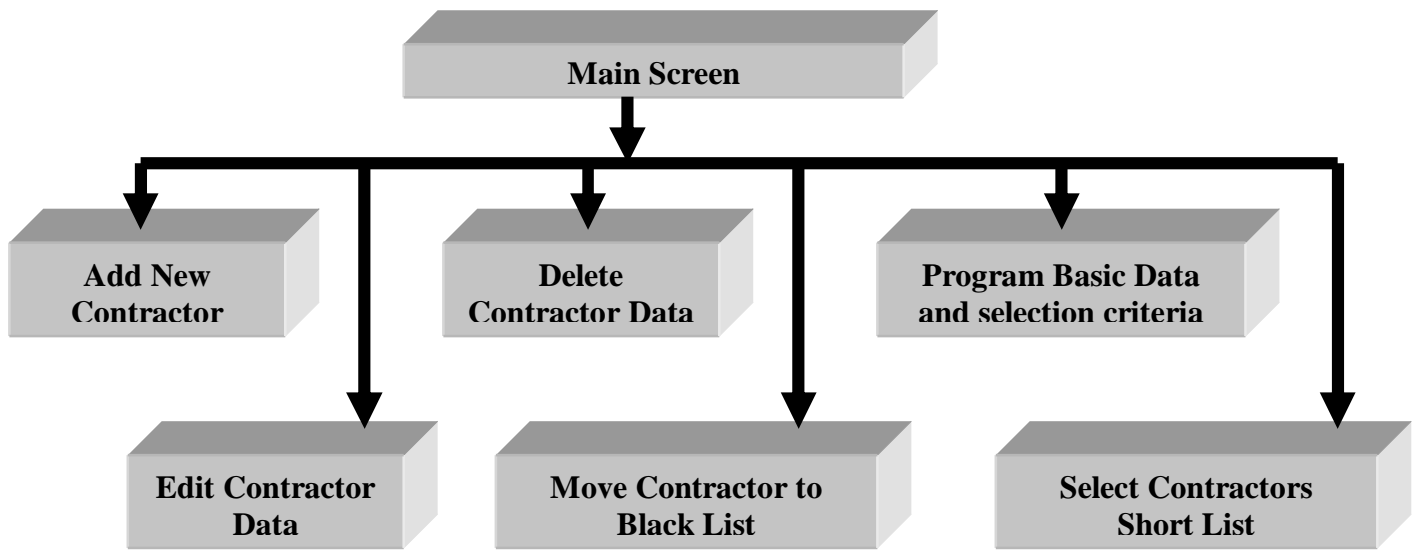 Main Screen
Add New
Contractor
Delete
Contractor Data
Program Basic Data
and selection criteria
Edit Contractor
Data
Move Contractor to
Black List
Select Contractors
Short List